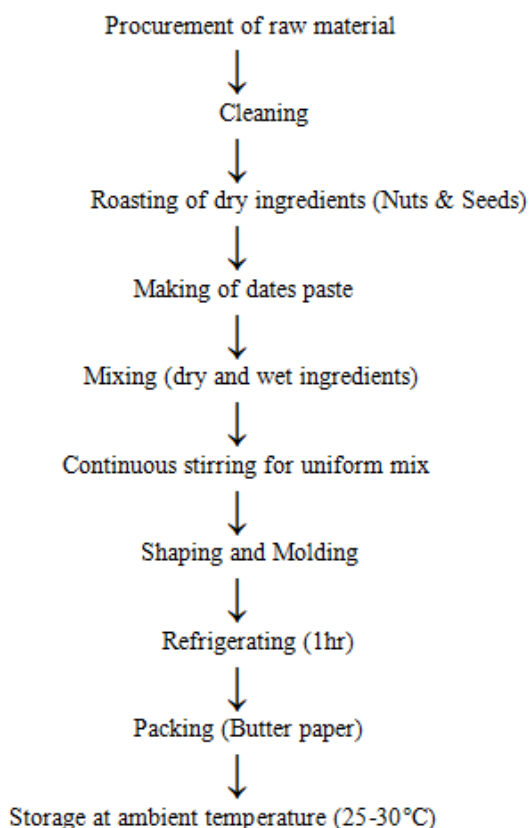 Procurement of raw material
Cleaning
Roasting of dry ingredients (Nuts & Seeds)
Making of dates paste
Mixing (dry and wet ingredients)
Continuous stirring for uniform mix
Shaping and Molding
Refrigerating (1hr)
Packing (Butter paper)
Storage at ambient temperature (25-30°C)